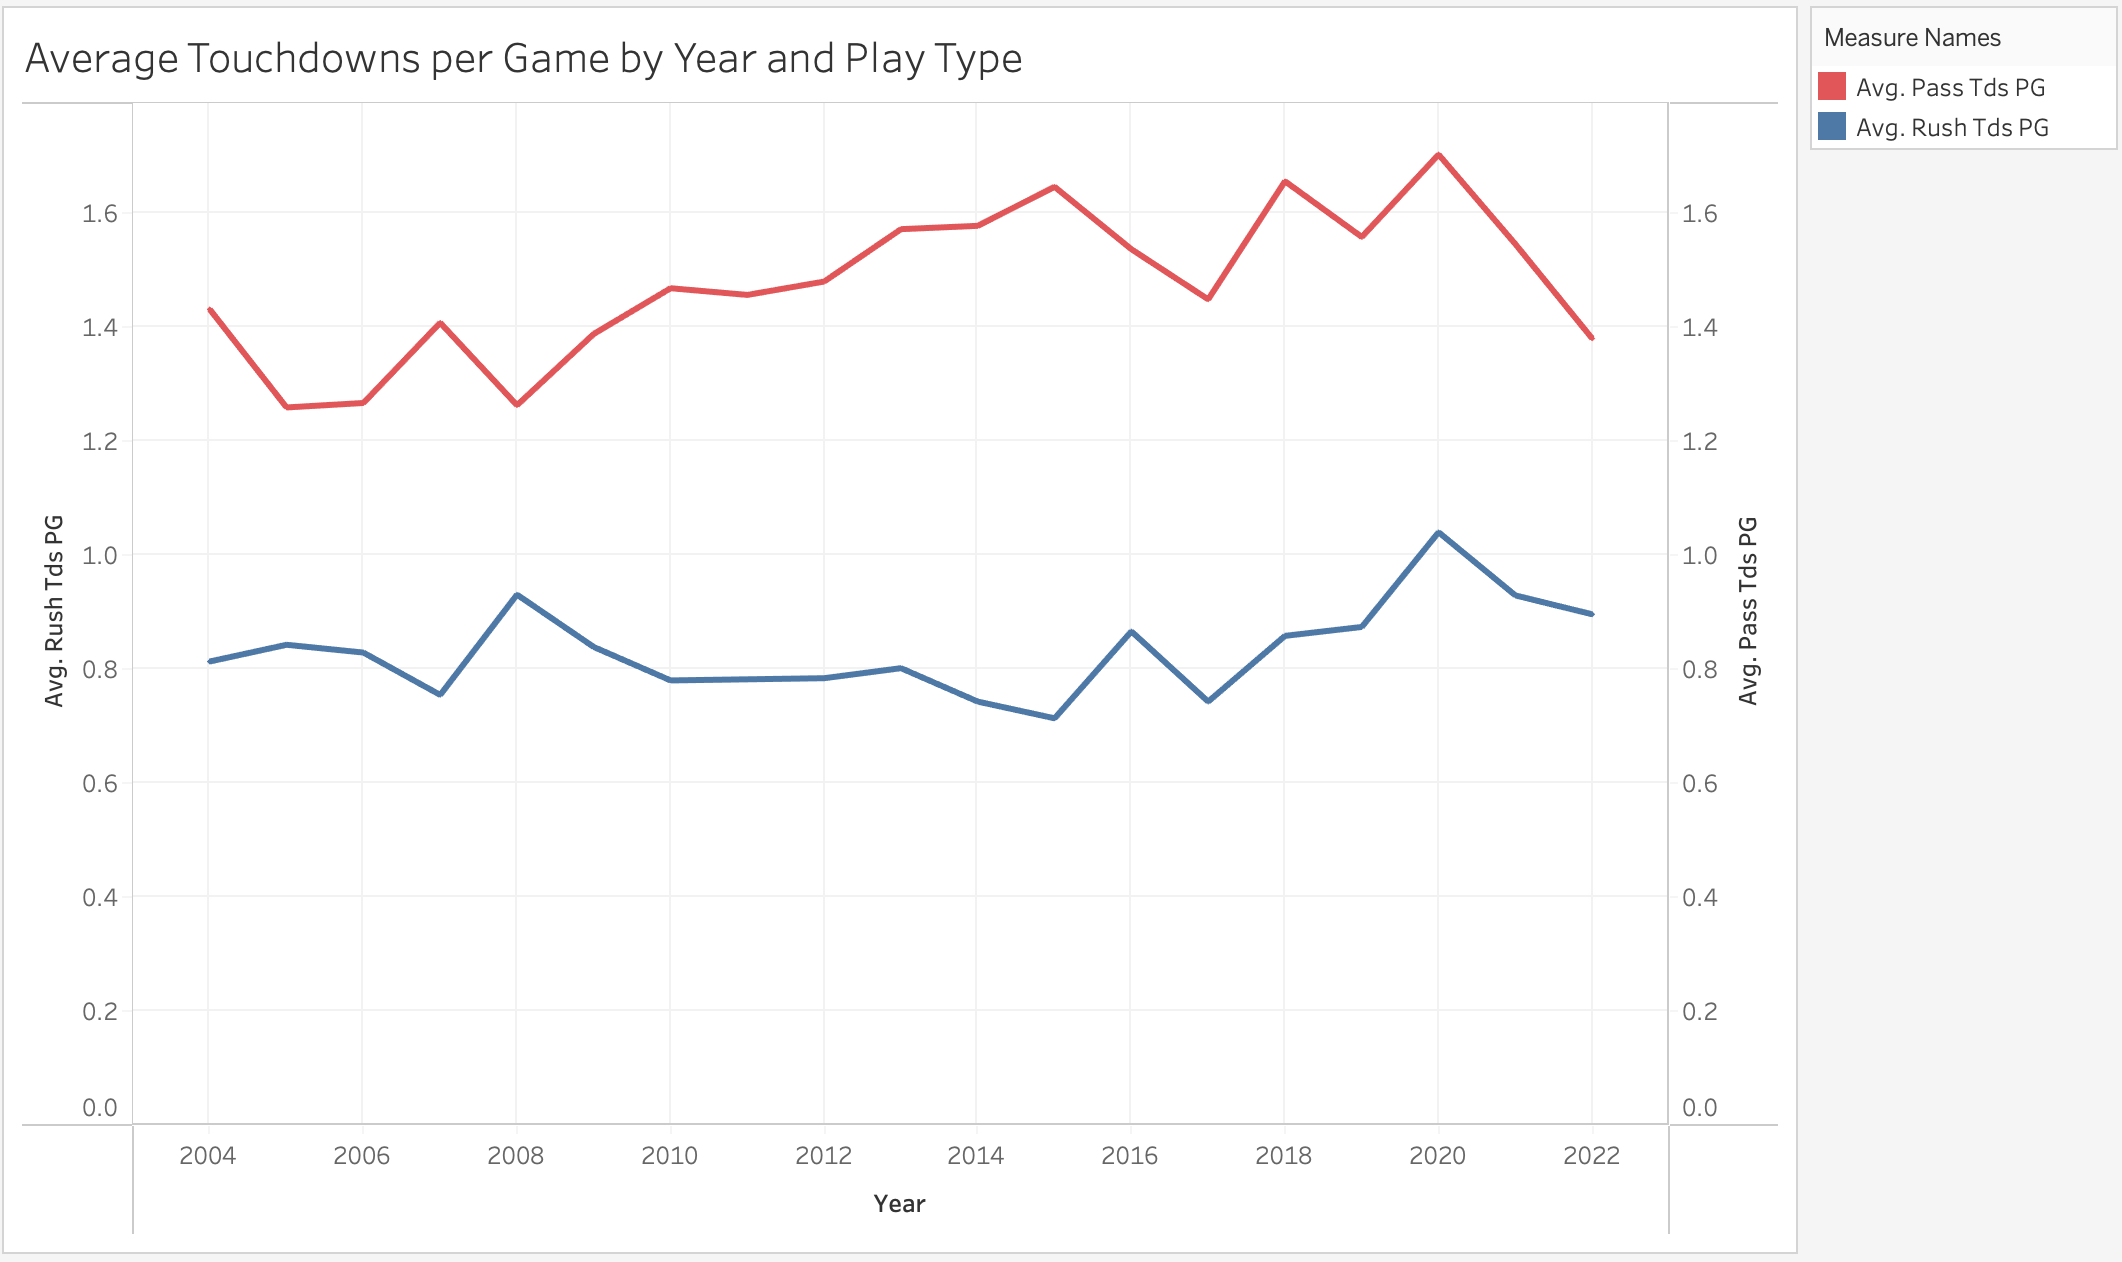 Average Touchdowns per Game by Year and Play Type
Measure Names
Avg. Pass Tds PG
Avg. Rush Tds PG
Avg. Rush Tds PG
1.6
1.4
1.2
1.0
0.8
0.6
0.4
0.2
0.0
1.6
1.4
1.2
1.0
0.8
0.6
0.4
0.2
0.0
Avg. Pass Tds PG
2004 2006 2008 2010 2012 2014 2016 2018 2020 2022
Year